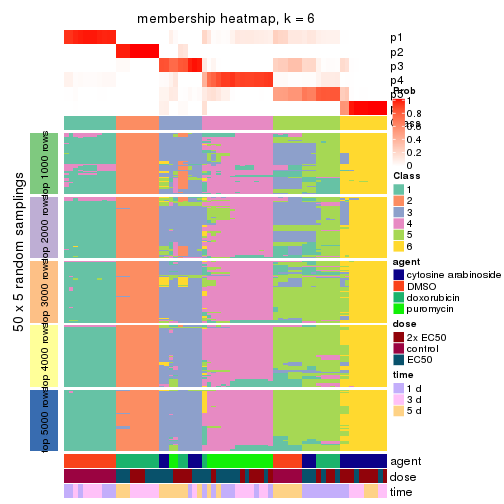 membership heatmap, k = 6
p1
p2
p3
p4
Prob
1
0.8
0.6
0.4
0.2
0
Class
1
2
3
4
5
6
50 x 5 random samplings
top 1000 rows
top 2000 rows
top 3000 rows
top 4000 rows
top 5000 rows
agent
cytosine arabinoside
DMSO
doxorubicin
puromycin
dose
2x EC50
control
EC50
time
1 d
3 d
5 d
agent
dose
time